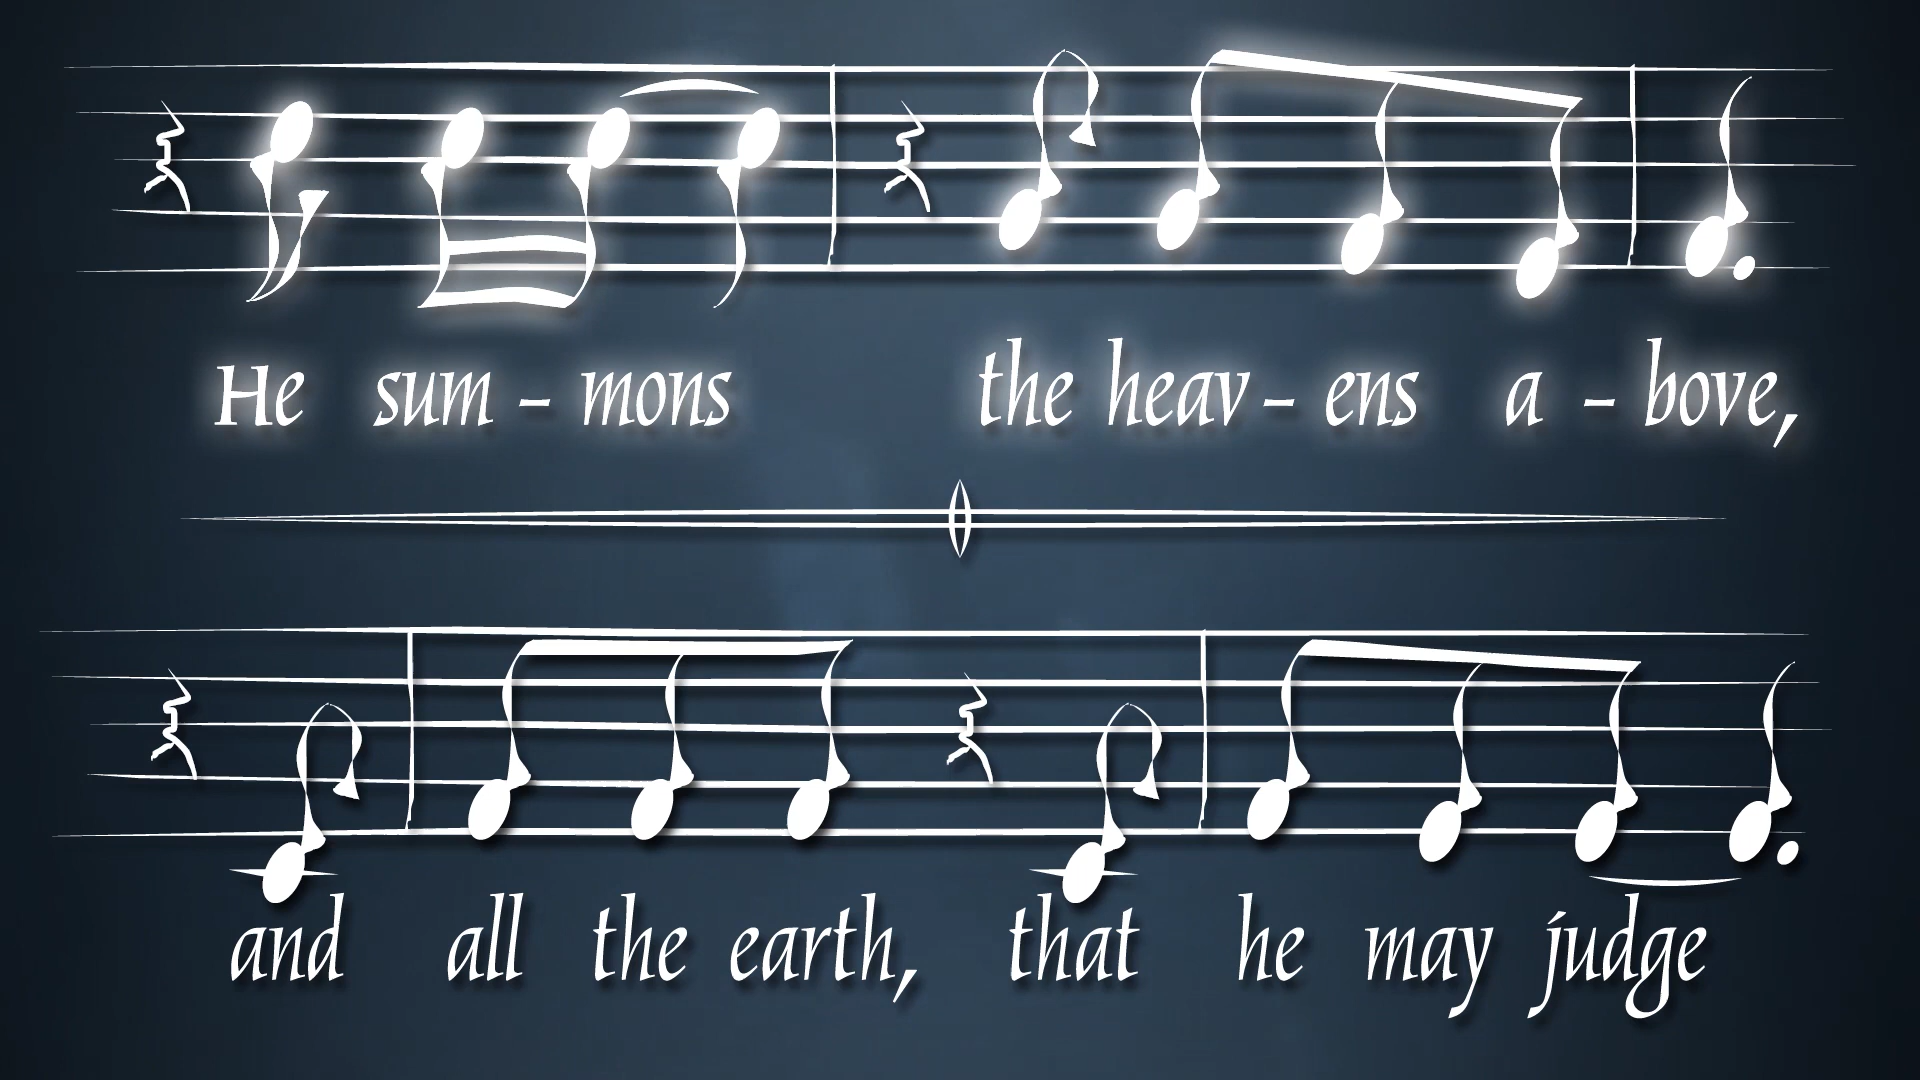 He sum – mons the heav – ens a – bove,
and all the earth, that he may judge